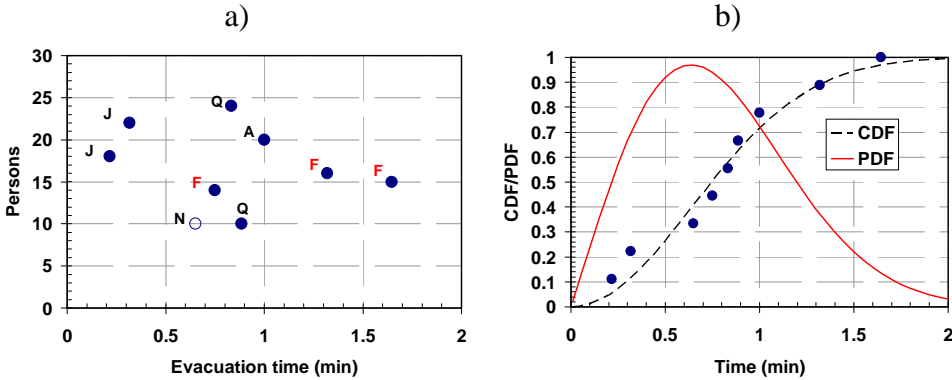 a)
Persons
30
25
20
15
10
5
0
J
J
Q
A
F
F
F
N
Q
0
0.5
1
1.5
2
Evacuation time (min)
b)
CDF/PDF
1
0.9
0.8
0.7
0.6
0.5
0.4
0.3
0.2
0.1
0
CDF
PDF
0
0.5
1
1.5
2
Time (min)